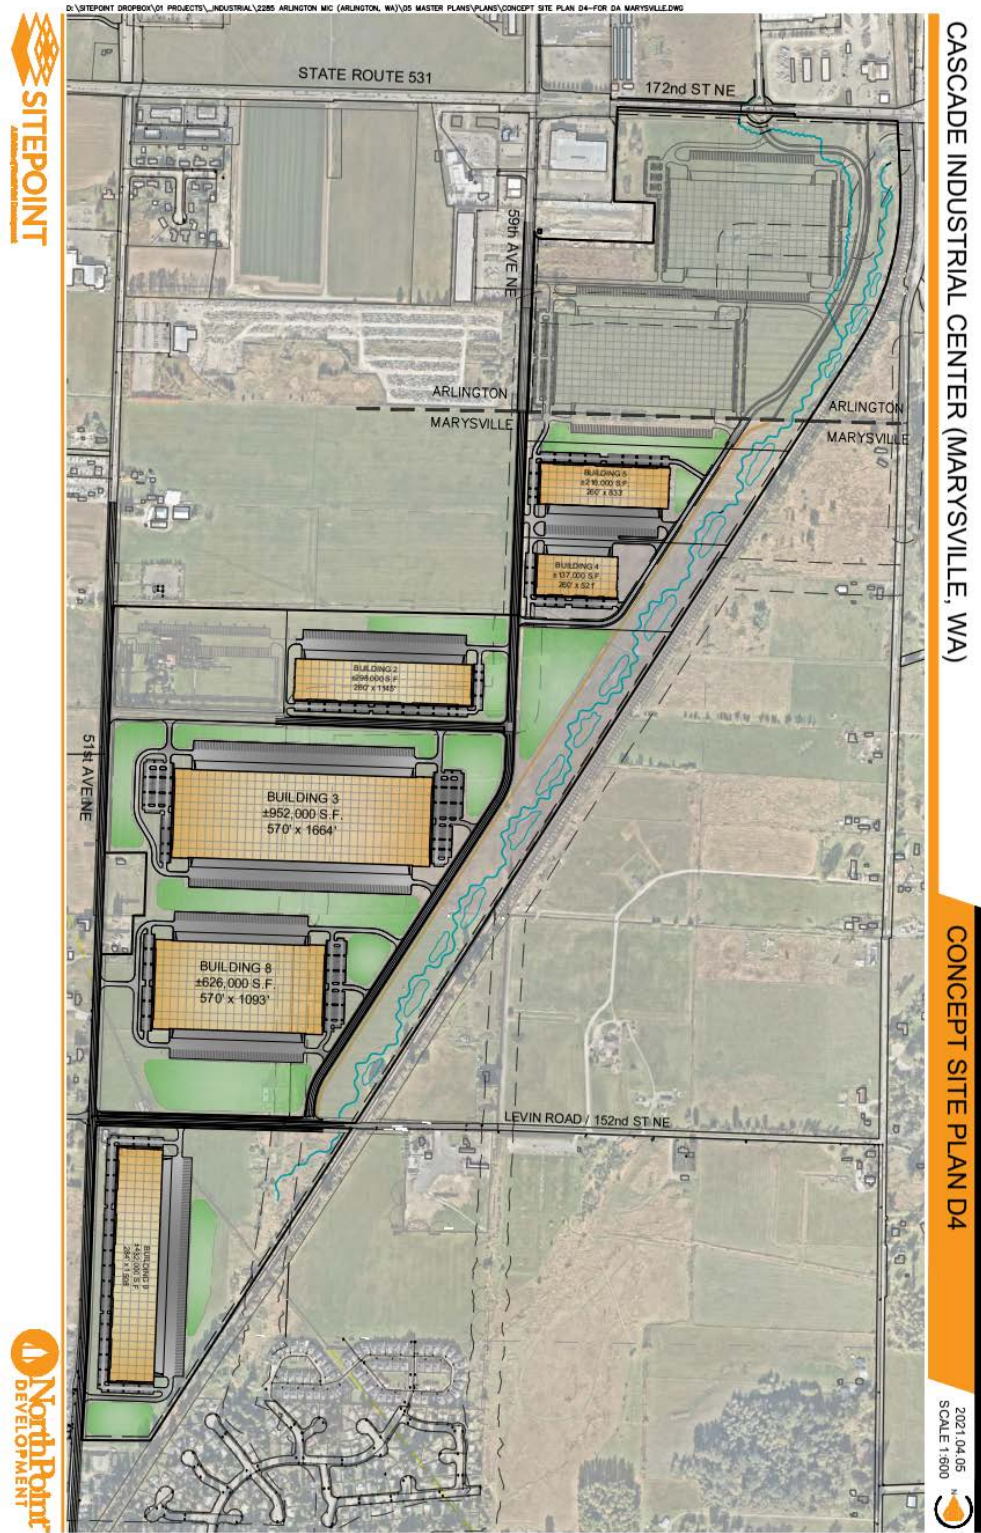 D:\SITEPOINT DROPBOX\01 PROJECTS\_INDUSTRIAL\2285 ARLINGTON MIC (ARLINGTON, WA)\05 MASTER PLANS\PLANS\CONCEPT SITE PLAN D4-FOR DA MARYSVILLE.DWG
CASCADE INDUSTRIAL CENTER (MARYSVILLE, WA)
CONCEPT SITE PLAN D4
2021.04.05
SCALE 1:600
N
SITEPOINT
STATE ROUTE 531
172nd ST NE
59th AVE NE
ARLINGTON
MARYSVILLE
ARLINGTON
MARYSVILLE
BUILDING 5
±216,000 S.F.
260' x 833'
BUILDING 4
±137,000 S.F.
260' x 521'
BUILDING 2
±298,000 S.F.
260' x 1145'
51st AVE NE
BUILDING 3
±952,000 S.F.
570' x 1664'
BUILDING 8
±626,000 S.F.
570' x 1093'
LEVIN ROAD / 152nd ST NE
BUILDING 9
NorthPoint
DEVELOPMENT